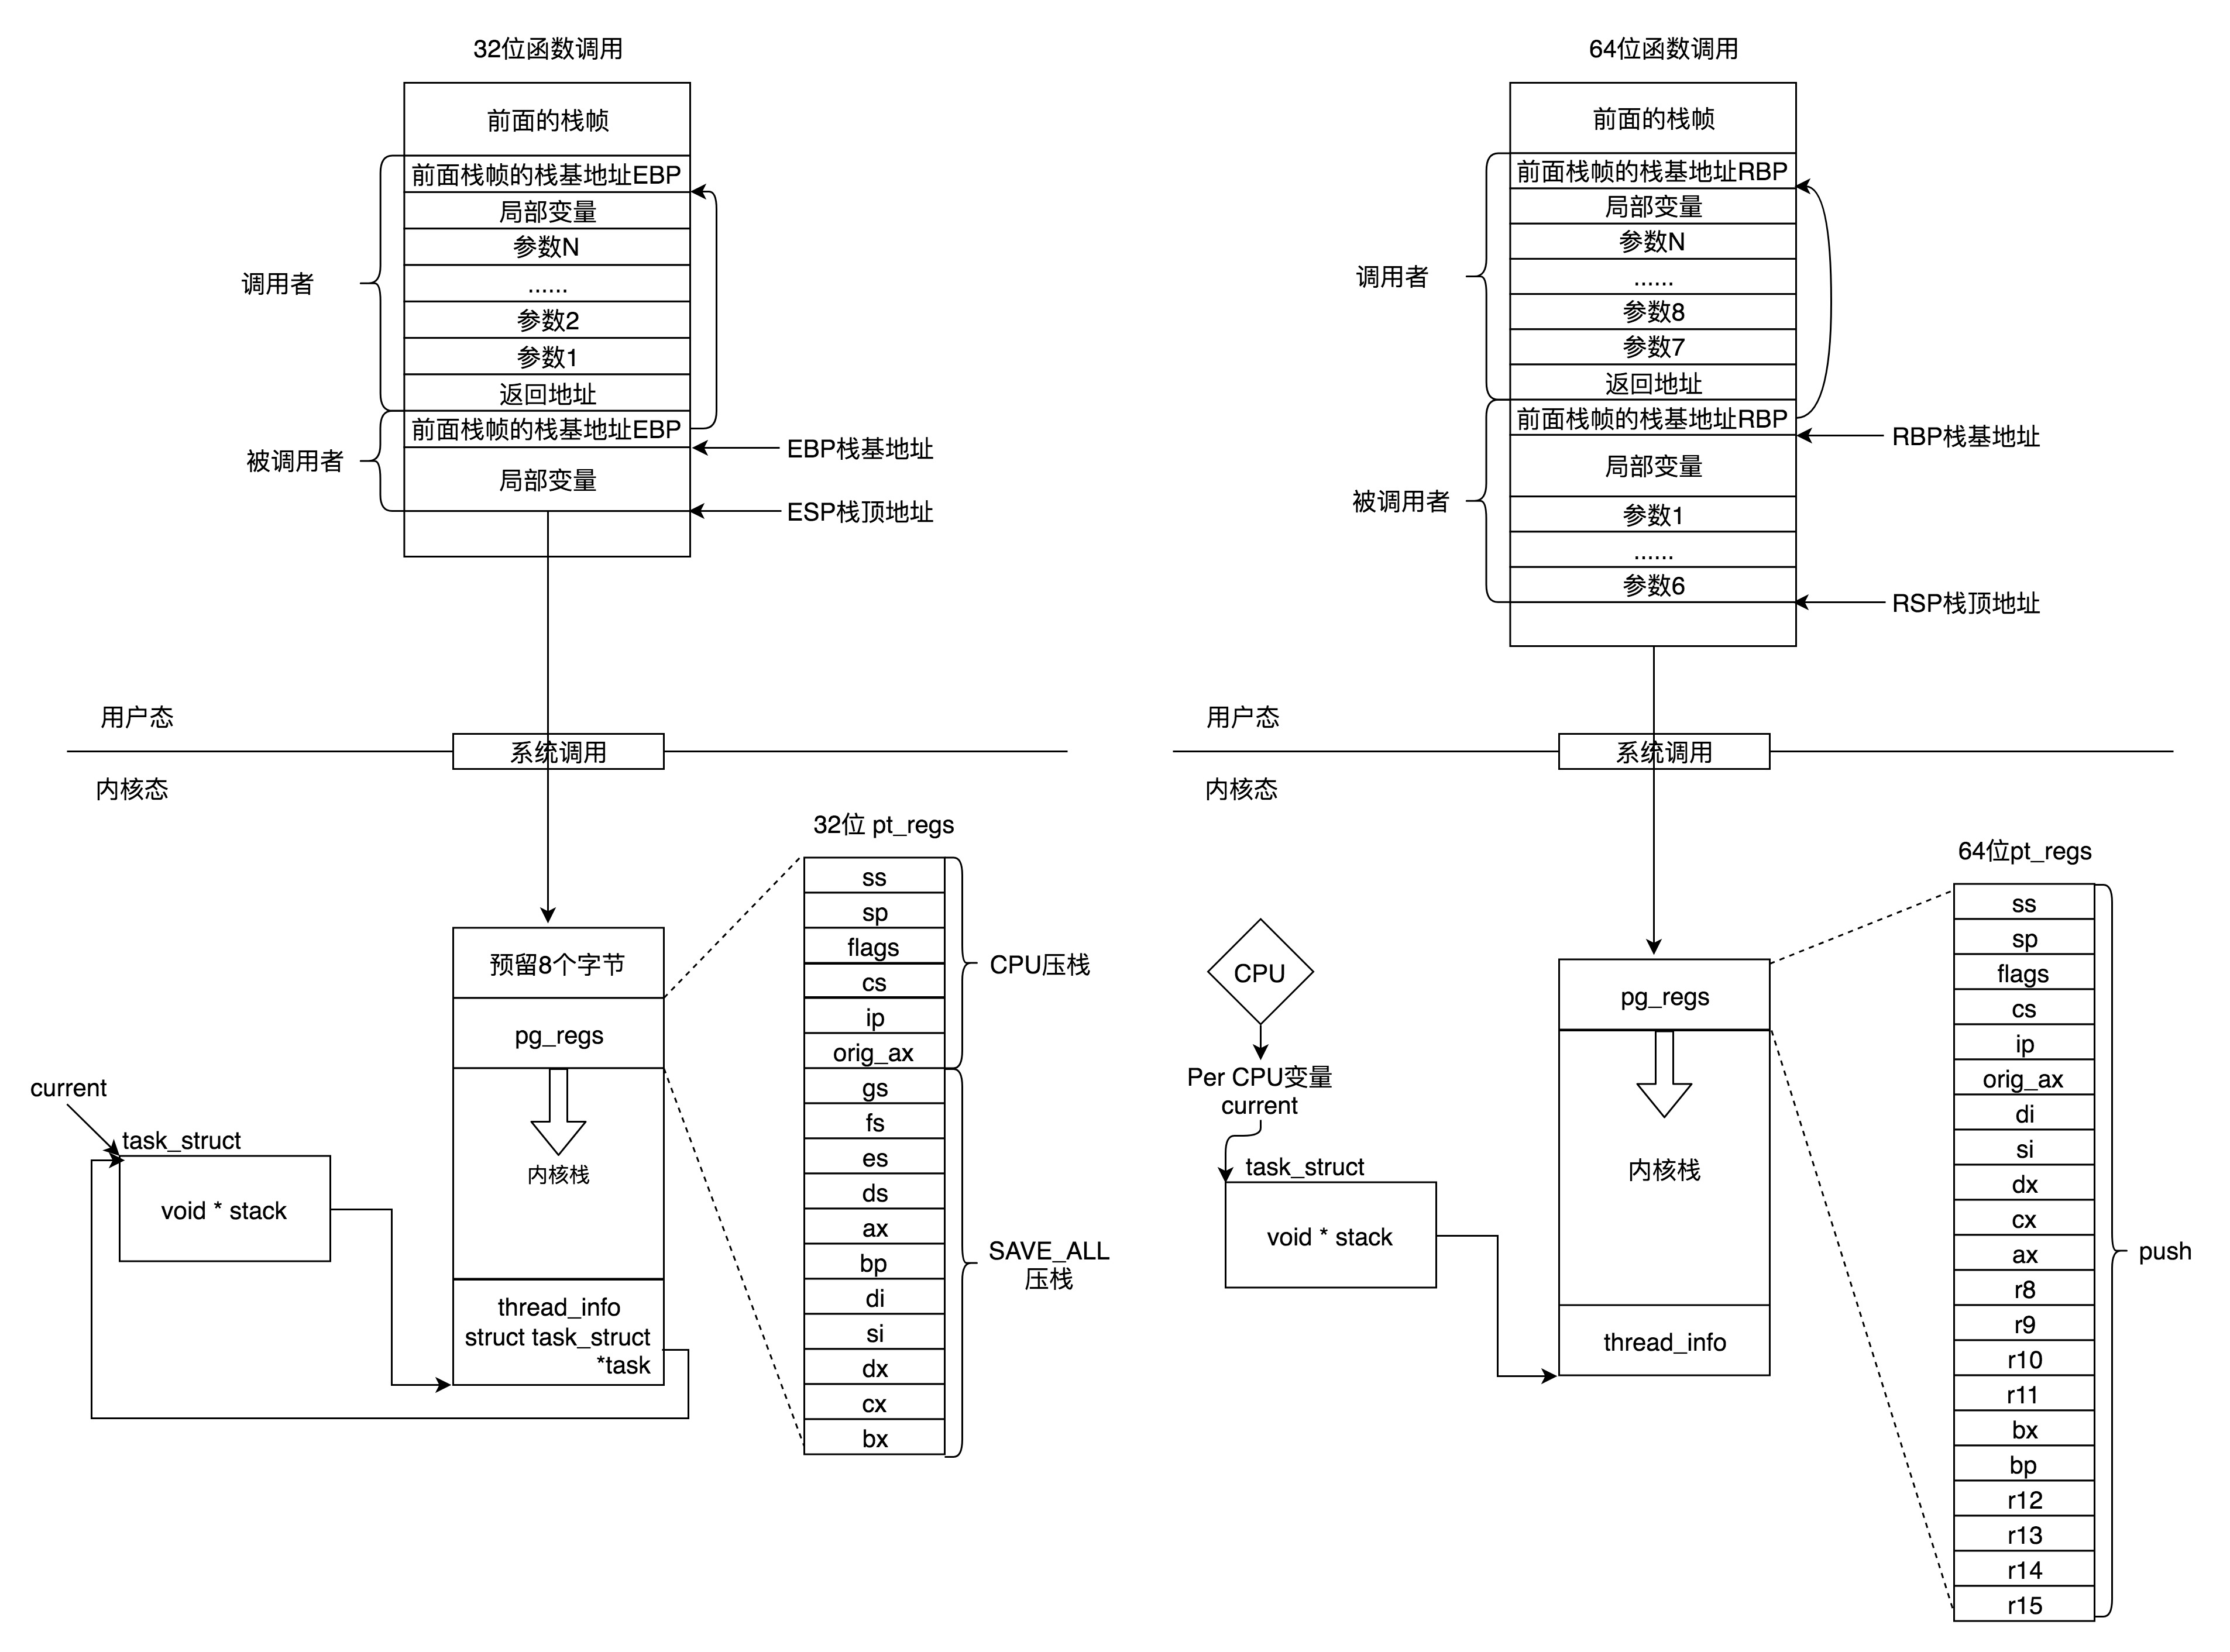 32位函数调用
前面的栈帧
前面栈帧的栈基地址EBP
局部变量
参数N
......
参数2
参数1
返回地址
前面栈帧的栈基地址EBP
局部变量
调用者
被调用者
EBP栈基地址
ESP栈顶地址
用户态
系统调用
内核态
预留8个字节
pg_regs
内核栈
thread_info
struct task_struct
*task
current
task_struct
void * stack
32位 pt_regs
ss
sp
flags
cs
ip
orig_ax
gs
fs
es
ds
ax
bp
di
si
dx
cx
bx
CPU压栈
SAVE_ALL
压栈
64位函数调用
前面的栈帧
前面栈帧的栈基地址RBP
局部变量
参数N
......
参数8
参数7
返回地址
前面栈帧的栈基地址RBP
局部变量
参数1
......
参数6
调用者
被调用者
RBP栈基地址
RSP栈顶地址
用户态
系统调用
内核态
CPU
Per CPU变量
current
task_struct
void * stack
pg_regs
内核栈
thread_info
64位pt_regs
ss
sp
flags
cs
ip
orig_ax
di
si
dx
cx
ax
r8
r9
r10
r11
bx
bp
r12
r13
r14
r15
push